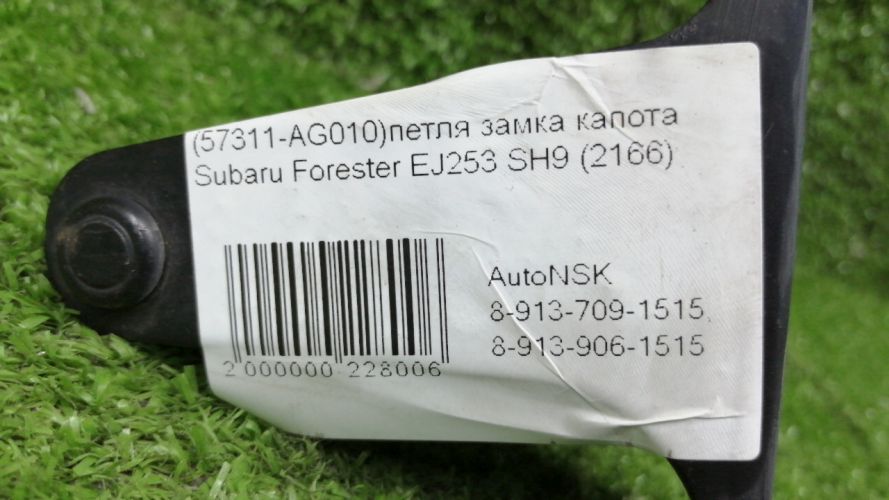 (57311-AG010)петля замка капота
Subaru Forester EJ253 SH9 (2166)
AutoNSK
8-913-709-1515,
8-913-906-1515
2 000000 228006